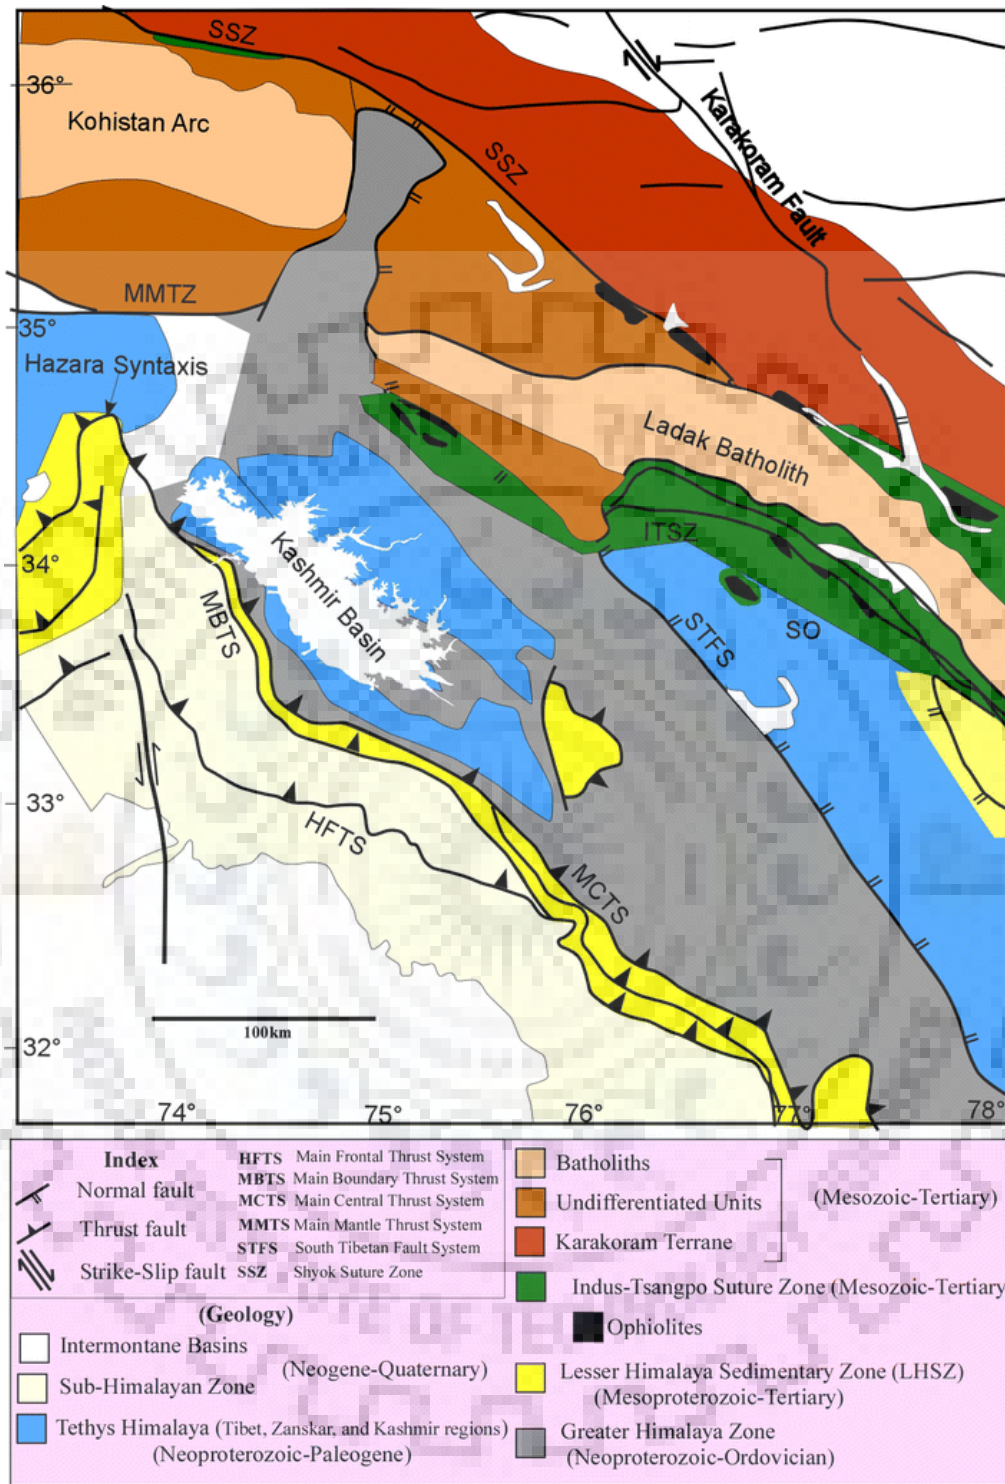 SSZ
36°
Kohistan Arc
Karakoram Fault
SSZ
MMTZ
35°
Hazara Syntaxis
Ladak Batholith
ITSZ
34°
Kashmir Basin
MBTS
STFS
SO
33°
HFTS
MCTS
100km
32°
74°
75°
76°
77°
78°
Index
Normal fault
Thrust fault
Strike-Slip fault
HFTS Main Frontal Thrust System
MBTS Main Boundary Thrust System
MCTS Main Central Thrust System
MMTS Main Mantle Thrust System
STFS South Tibetan Fault System
SSZ Shyok Suture Zone
(Geology)
Intermontane Basins
(Neogene-Quaternary)
Sub-Himalayan Zone
Tethys Himalaya (Tibet, Zanskar, and Kashmir regions)
(Neoproterozoic-Paleogene)
Batholiths
Undifferentiated Units
(Mesozoic-Tertiary)
Karakoram Terrane
Indus-Tsangpo Suture Zone (Mesozoic-Tertiary
Ophiolites
Lesser Himalaya Sedimentary Zone (LHSZ)
(Mesoproterozoic-Tertiary)
Greater Himalaya Zone
(Neoproterozoic-Ordovician)